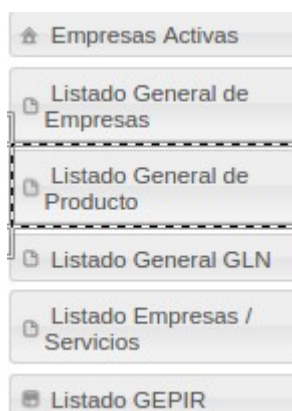 Empresas Activas
Listado General de
Empresas
Listado General de
Producto
Listado General GLN
Listado Empresas /
Servicios
Listado GEPIR